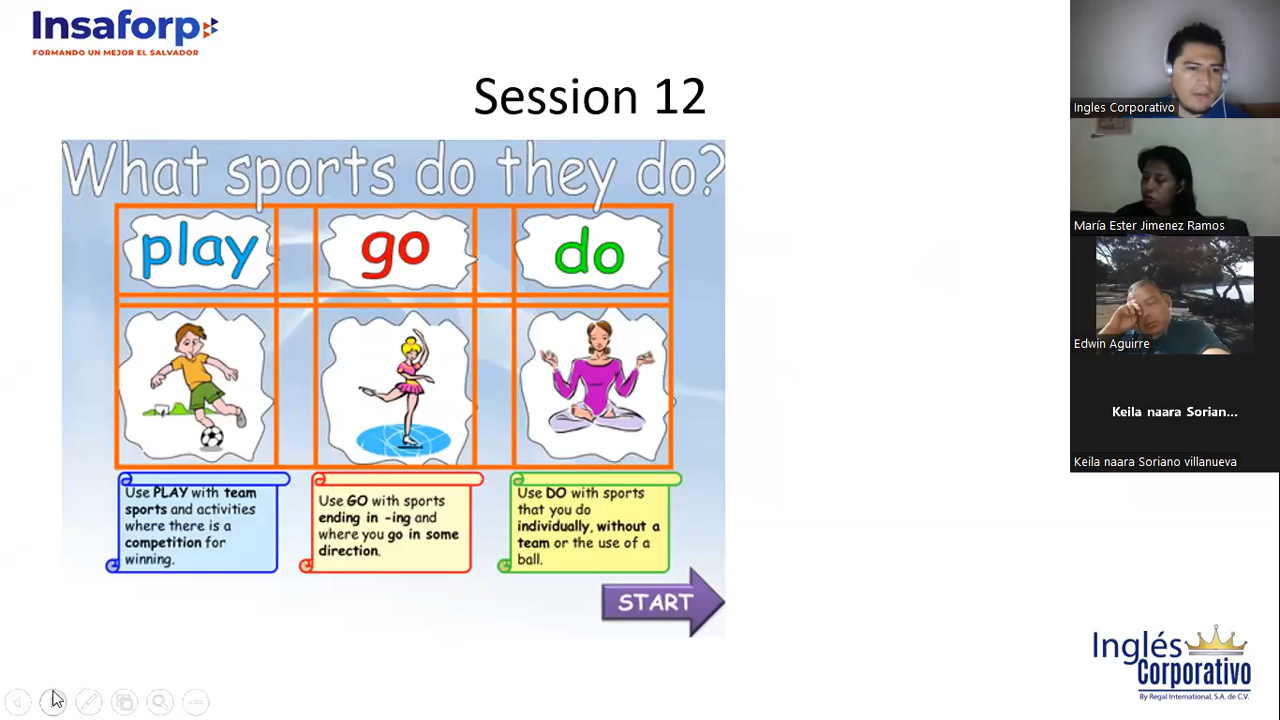 Insaforp
FORMANDO UN MEJOR EL SALVADOR
Session 12
What sports do they do?
play
go
do
Use PLAY with team
sports and activities
where there is a
competition for
winning.
Use GO with sports
ending in -ing and
where you go in some
direction.
Use DO with sports
that you do
individually, without a
team or the use of a
ball.
START
Ingles Corporativo
María Ester Jimenez Ramos
Edwin Aguirre
Keila naara Sorian...
Keila naara Soriano villanueva
Inglés
Corporativo
By Regal International, S.A. de C.V.